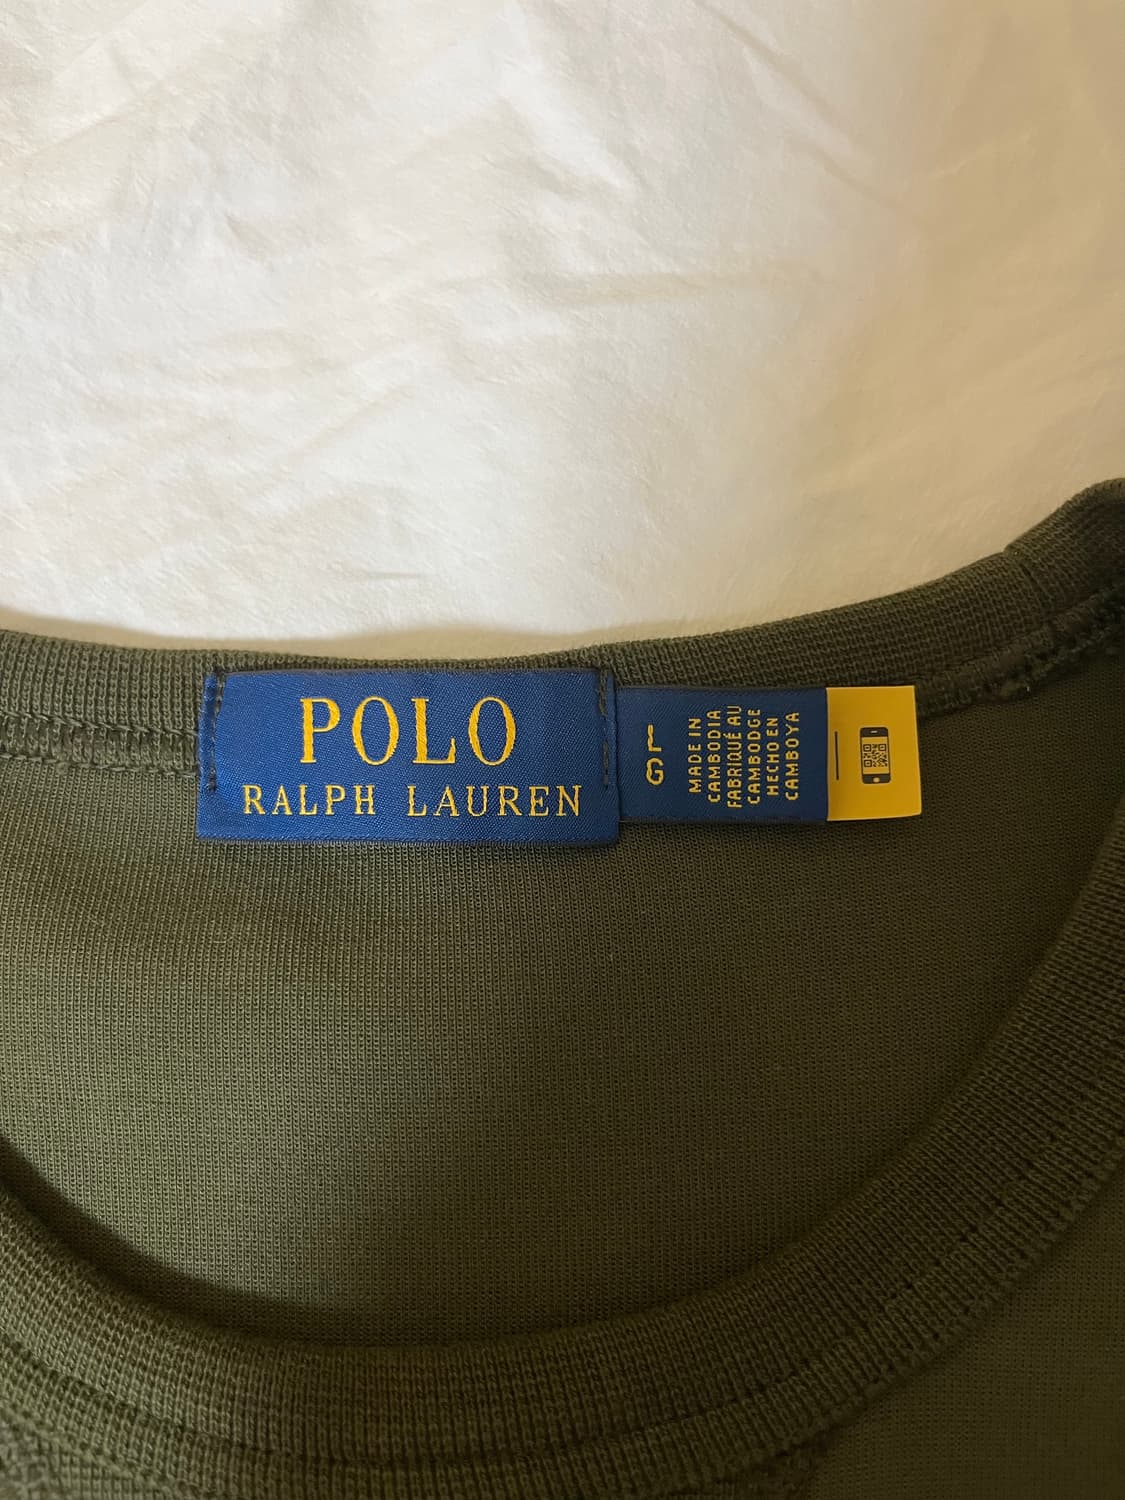 POLO
RALPH LAUREN
G L
MADE IN
CAMBODIA
FABRIQUÉ AU
CAMBODGE
HECHO EN
CAMBOYA